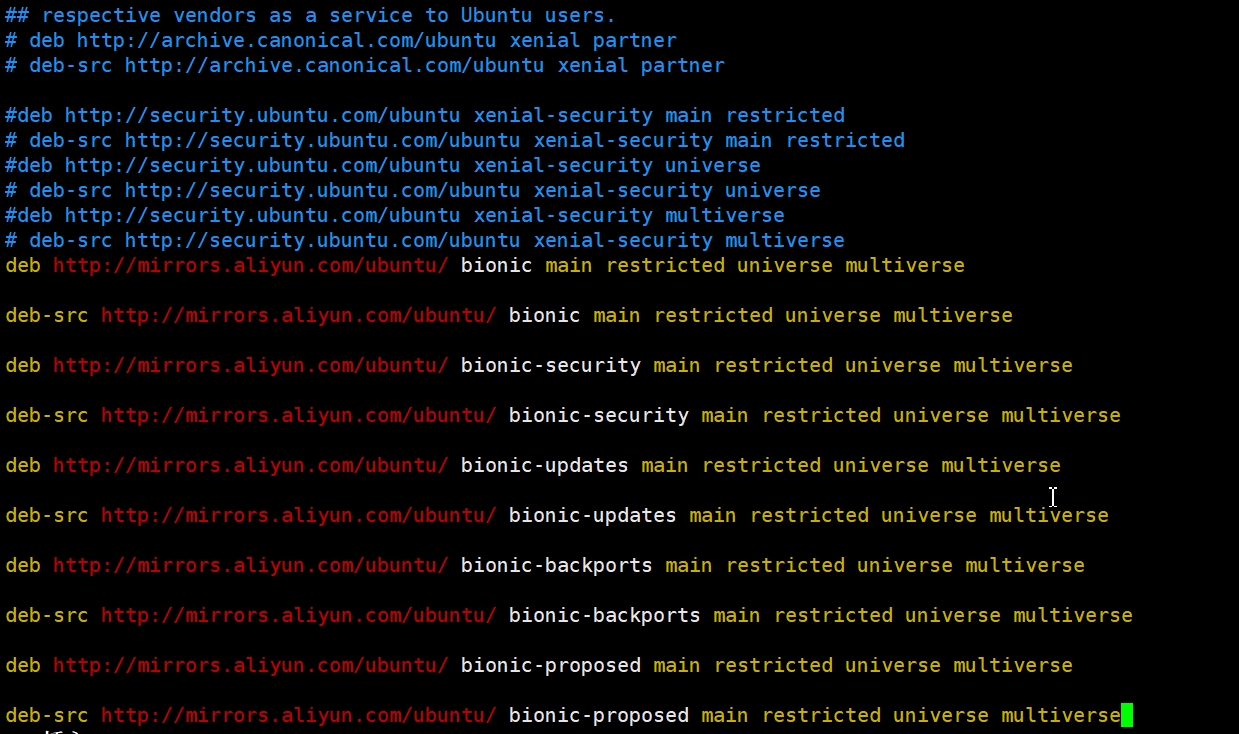 ## respective vendors as a service to Ubuntu users.
# deb http://archive.canonical.com/ubuntu xenial partner
# deb-src http://archive.canonical.com/ubuntu xenial partner
#deb http://security.ubuntu.com/ubuntu xenial-security main restricted
# deb-src http://security.ubuntu.com/ubuntu xenial-security main restricted
#deb http://security.ubuntu.com/ubuntu xenial-security universe
# deb-src http://security.ubuntu.com/ubuntu xenial-security universe
#deb http://security.ubuntu.com/ubuntu xenial-security multiverse
# deb-src http://security.ubuntu.com/ubuntu xenial-security multiverse
deb http://mirrors.aliyun.com/ubuntu/ bionic main restricted universe multiverse
deb-src http://mirrors.aliyun.com/ubuntu/ bionic main restricted universe multiverse
deb http://mirrors.aliyun.com/ubuntu/ bionic-security main restricted universe multiverse
deb-src http://mirrors.aliyun.com/ubuntu/ bionic-security main restricted universe multiverse
deb http://mirrors.aliyun.com/ubuntu/ bionic-updates main restricted universe multiverse
deb-src http://mirrors.aliyun.com/ubuntu/ bionic-updates main restricted universe multiverse
deb http://mirrors.aliyun.com/ubuntu/ bionic-backports main restricted universe multiverse
deb-src http://mirrors.aliyun.com/ubuntu/ bionic-backports main restricted universe multiverse
deb http://mirrors.aliyun.com/ubuntu/ bionic-proposed main restricted universe multiverse
deb-src http://mirrors.aliyun.com/ubuntu/ bionic-proposed main restricted universe multiverse